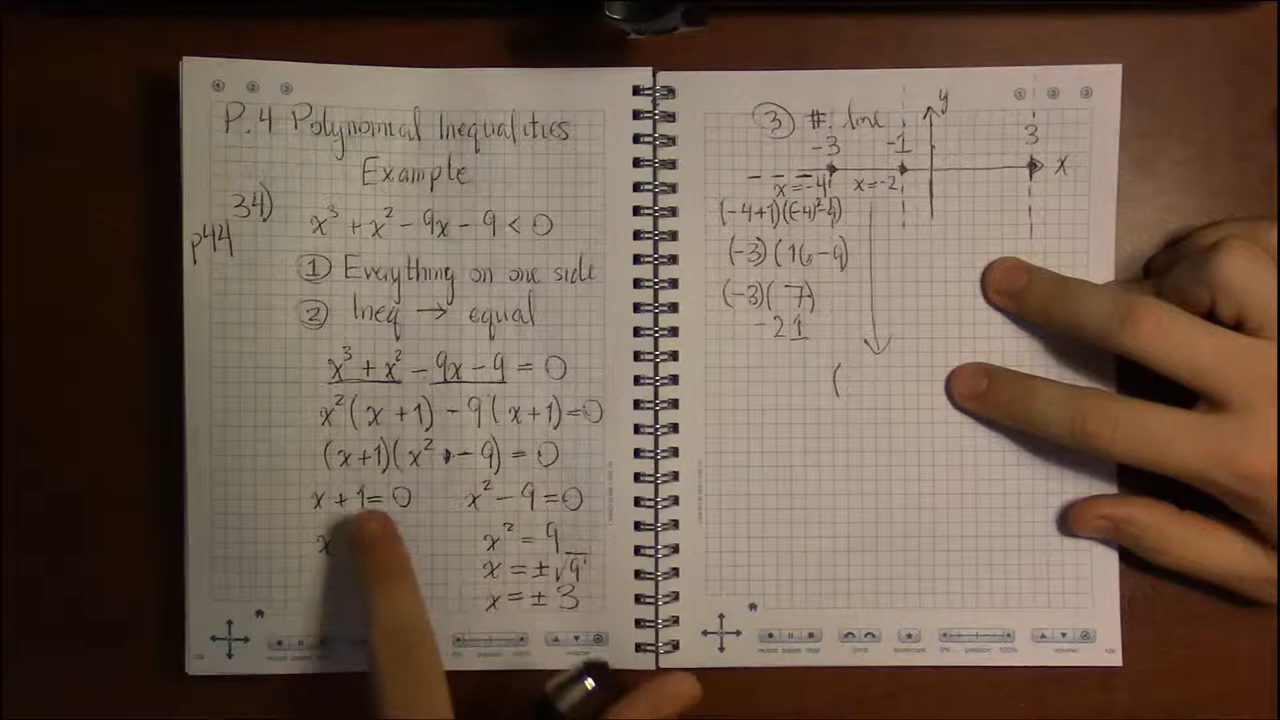 P.4 Polynomial Inequalities
Example
34)
p44
x³ + x² - 9x - 9 < 0
① Everything on one side
② Ineq → equal
x³ + x² - 9x - 9 = 0
x²(x + 1) - 9(x + 1) = 0
(x+1)(x² - 9) = 0
x + 1 = 0
x
x² - 9 = 0
x² = 9
x = ±√9
x = ± 3
③ #. line
y
-3 -1 3
x
- - -
x = -4 x = -2
(-4+1)((-4)²-9)
(-3)(16-9)
(-3)(7)
-21
(